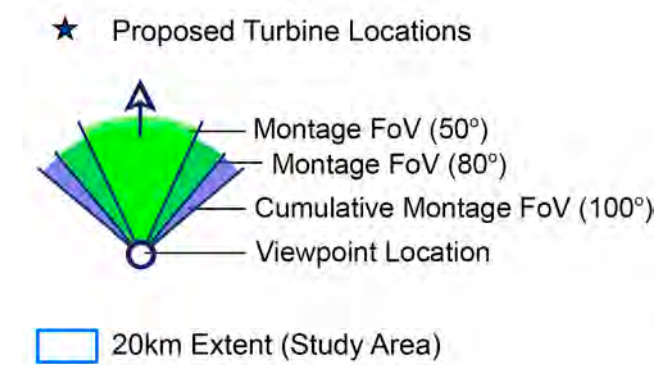 Proposed Turbine Locations
Montage FoV (50°)
Montage FoV (80°)
Cumulative Montage FoV (100°)
Viewpoint Location
20km Extent (Study Area)